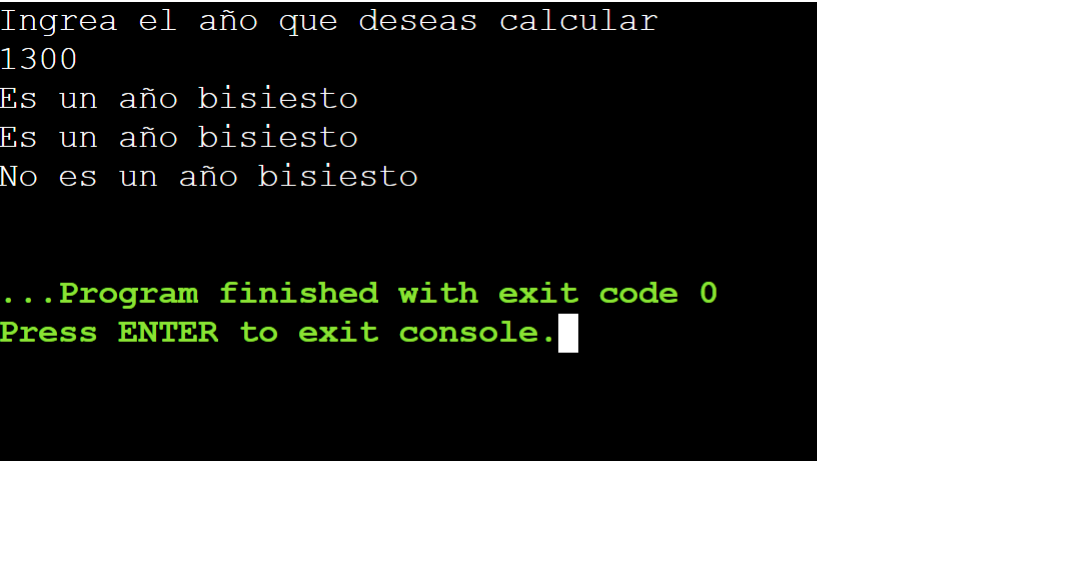 Ingrea el año que deseas calcular
1300
Es un año bisiesto
Es un año bisiesto
No es un año bisiesto
...Program finished with exit code 0
Press ENTER to exit console.